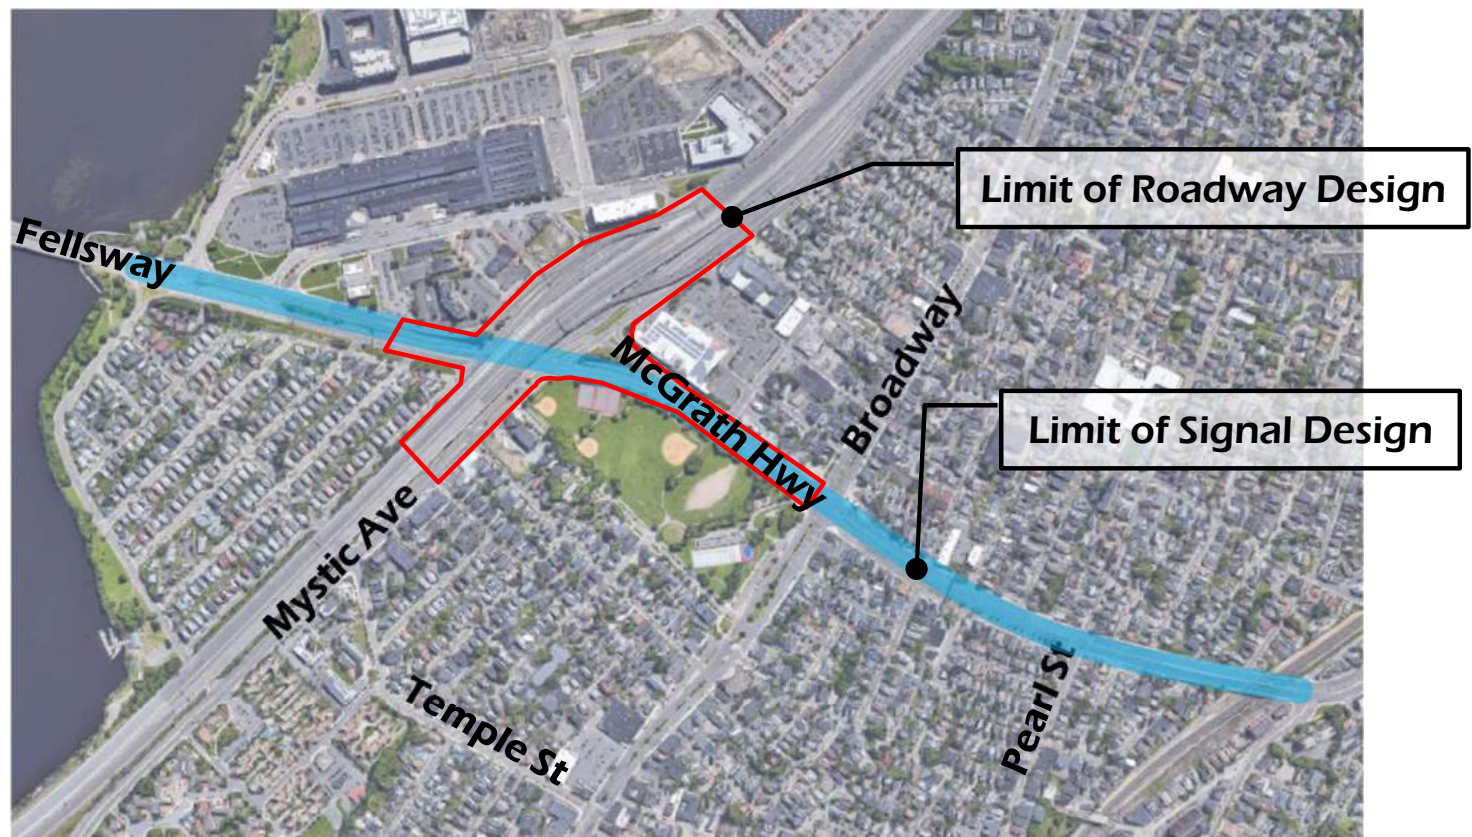 Limit of Roadway Design
Fellsway
McGrath Hwy
Broadway
Limit of Signal Design
Mystic Ave
Temple St
Pearl St